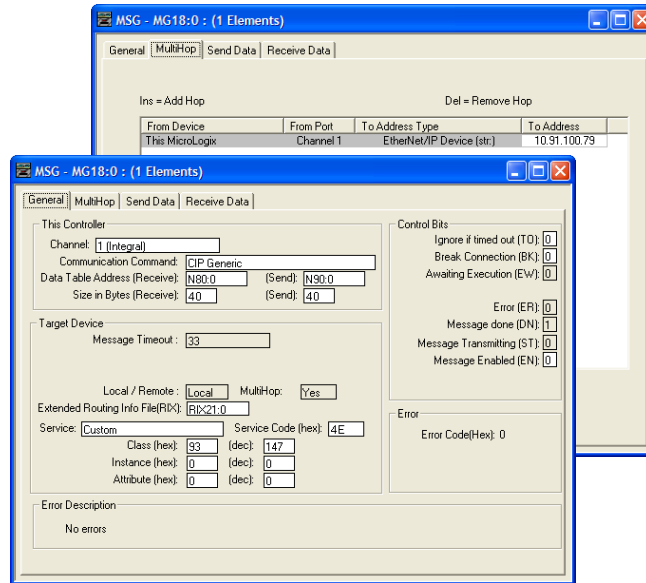 MSG - MG18:0 : (1 Elements)
General MultiHop Send Data Receive Data
Ins = Add Hop Del = Remove Hop
From Device From Port To Address Type To Address
This MicroLogix Channel 1 EtherNet/IP Device (str.) 10.91.100.79
MSG - MG18:0 : (1 Elements)
General MultiHop Send Data Receive Data
This Controller
Channel: 1 (Integral)
Communication Command: CIP Generic
Data Table Address (Receive): N80:0 (Send): N90:0
Size in Bytes (Receive): 40 (Send): 40
Target Device
Message Timeout : 33
Local / Remote : Local MultiHop: Yes
Extended Routing Info File(RIX): RIX21:0
Service: Custom Service Code (hex): 4E
Class (hex): 93 (dec): 147
Instance (hex): 0 (dec): 0
Attribute (hex): 0 (dec): 0
Control Bits
Ignore if timed out (TO): 0
Break Connection (BK): 0
Awaiting Execution (EW): 0
Error (ER): 0
Message done (DN): 1
Message Transmitting (ST): 0
Message Enabled (EN): 0
Error
Error Code(Hex): 0
Error Description
No errors